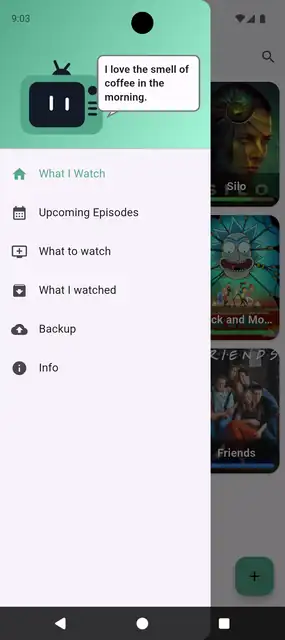 9:03
I love the smell of
coffee in the
morning.
What I Watch
Upcoming Episodes
What to watch
What I watched
Backup
Info
SILO
Silo
ck and Mo...
FRIENDS
Friends
+